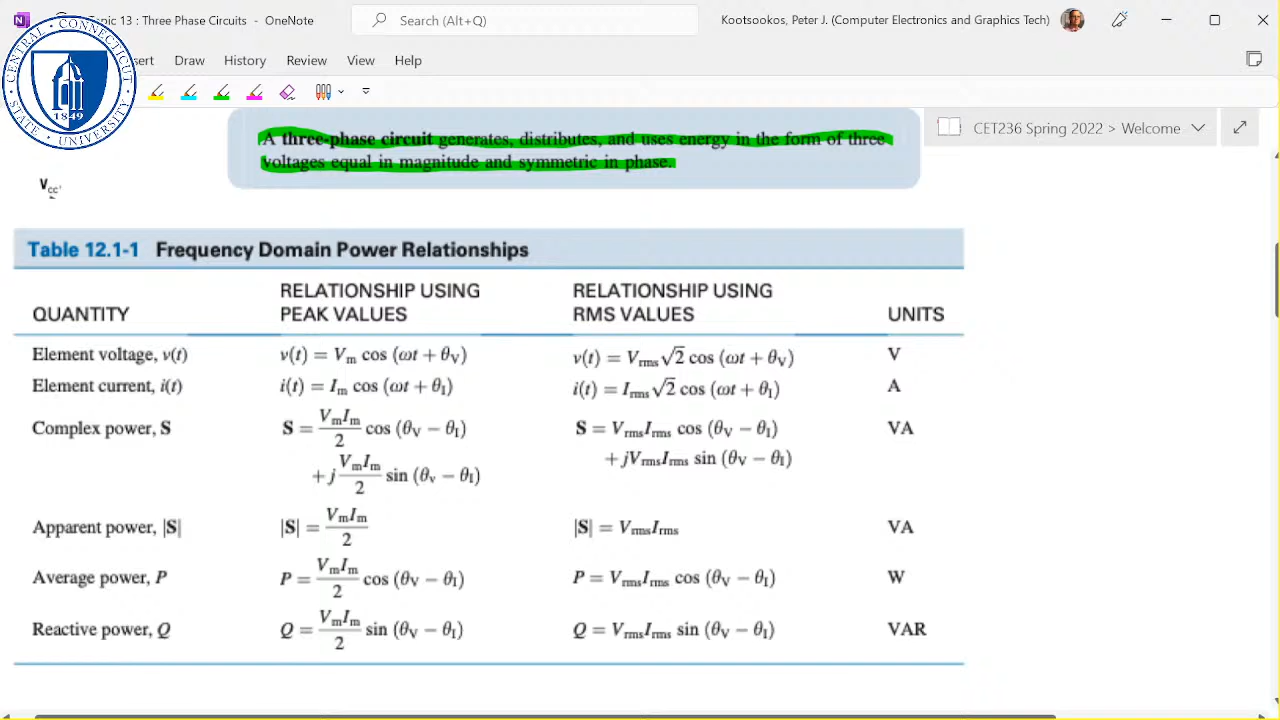 13 : Three Phase Circuits - OneNote
Search (Alt+Q)
Kootsookos, Peter J. (Computer Electronics and Graphics Tech)
CENTRAL CONNECTICUT STATE UNIVERSITY
1849
Draw History Review View Help
CET236 Spring 2022 > Welcome
A three-phase circuit generates, distributes, and uses energy in the form of three
voltages equal in magnitude and symmetric in phase.
Vcc'
Table 12.1-1 Frequency Domain Power Relationships
QUANTITY RELATIONSHIP USING PEAK VALUES RELATIONSHIP USING RMS VALUES UNITS
Element voltage, v(t) v(t) = Vm cos (ωt + θV) v(t) = Vrms√2 cos (ωt + θV) V
Element current, i(t) i(t) = Im cos (ωt + θI) i(t) = Irms√2 cos (ωt + θI) A
Complex power, S S = VmIm/2 cos (θV − θI) S = VrmsIrms cos (θV − θI) VA
+j VmIm/2 sin (θv − θI) +jVrmsIrms sin (θV − θI)
Apparent power, |S| |S| = VmIm/2 |S| = VrmsIrms VA
Average power, P P = VmIm/2 cos (θV − θI) P = VrmsIrms cos (θV − θI) W
Reactive power, Q Q = VmIm/2 sin (θV − θI) Q = VrmsIrms sin (θV − θI) VAR